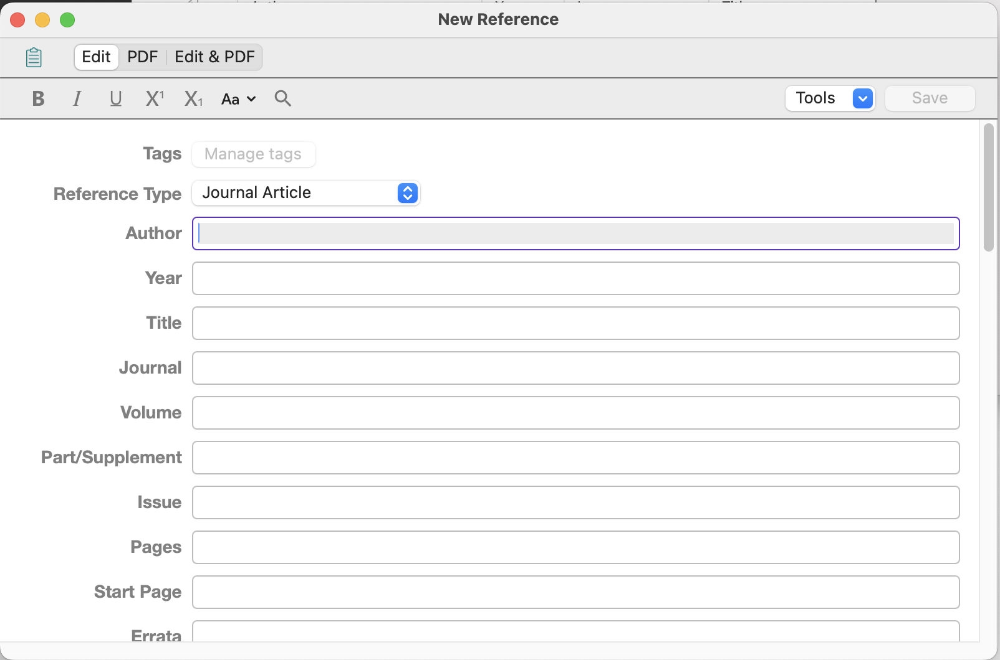 New Reference
Edit PDF Edit & PDF
B I U X¹ X₁ Aa Tools Save
Tags Manage tags
Reference Type Journal Article
Author
Year
Title
Journal
Volume
Part/Supplement
Issue
Pages
Start Page
Errata